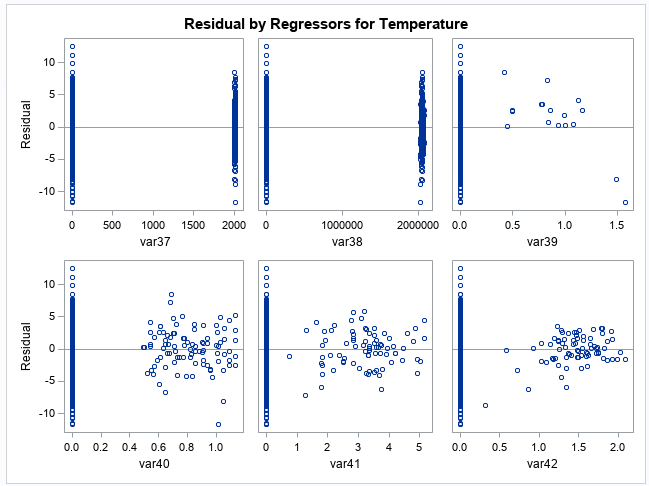 Residual by Regressors for Temperature
Residual
10
5
0
-5
-10
0 500 1000 1500 2000
var37
0 1000000 2000000
var38
0.0 0.5 1.0 1.5
var39
Residual
10
5
0
-5
-10
0.0 0.2 0.4 0.6 0.8 1.0
var40
0 1 2 3 4 5
var41
0.0 0.5 1.0 1.5 2.0
var42